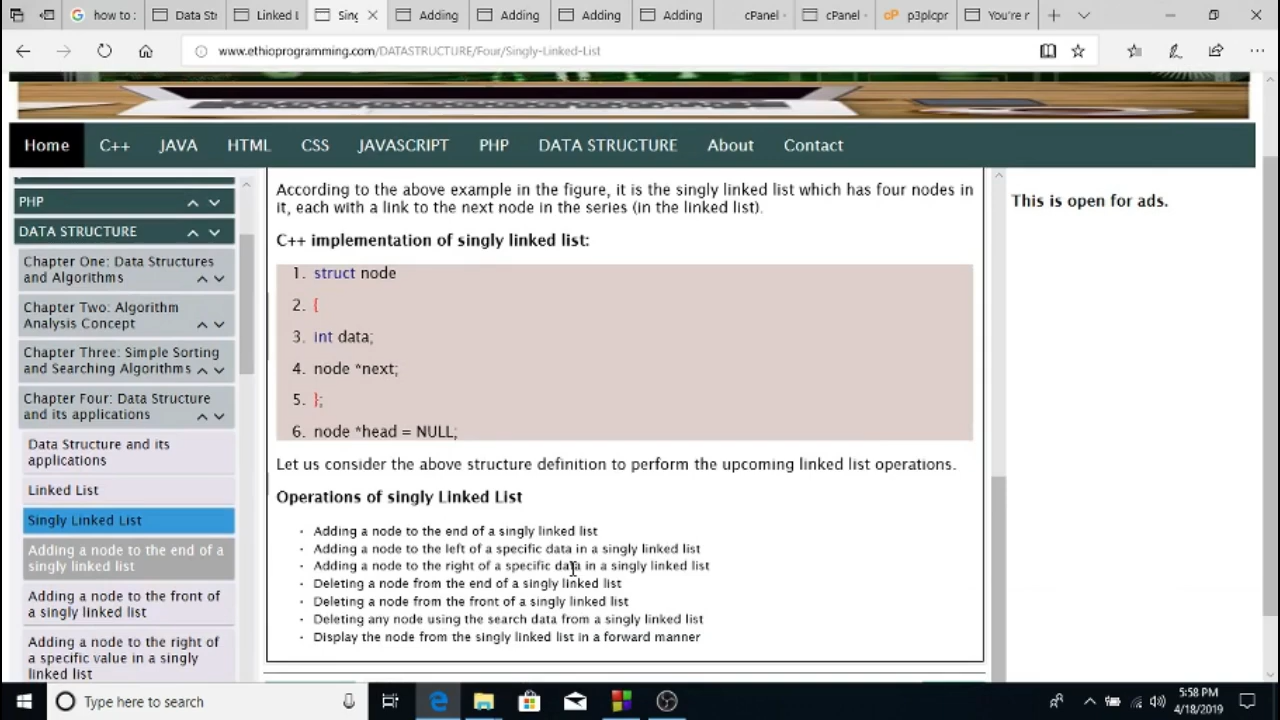 how to :
Data St
Linked L
Sing
Adding
Adding
Adding
Adding
cPanel
cPanel
cP p3plcpr
You're r
www.ethioprogramming.com/DATASTRUCTURE/Four/Singly-Linked-List
Home C++ JAVA HTML CSS JAVASCRIPT PHP DATA STRUCTURE About Contact
PHP
DATA STRUCTURE
Chapter One: Data Structures
and Algorithms
Chapter Two: Algorithm
Analysis Concept
Chapter Three: Simple Sorting
and Searching Algorithms
Chapter Four: Data Structure
and its applications
Data Structure and its
applications
Linked List
Singly Linked List
Adding a node to the end of a
singly linked list
Adding a node to the front of
a singly linked list
Adding a node to the right of
a specific value in a singly
linked list
According to the above example in the figure, it is the singly linked list which has four nodes in
it, each with a link to the next node in the series (in the linked list).
C++ implementation of singly linked list:
1. struct node
2. {
3. int data;
4. node *next;
5. };
6. node *head = NULL;
Let us consider the above structure definition to perform the upcoming linked list operations.
Operations of singly Linked List
· Adding a node to the end of a singly linked list
· Adding a node to the left of a specific data in a singly linked list
· Adding a node to the right of a specific data in a singly linked list
· Deleting a node from the end of a singly linked list
· Deleting a node from the front of a singly linked list
· Deleting any node using the search data from a singly linked list
· Display the node from the singly linked list in a forward manner
This is open for ads.
Type here to search
5:58 PM
4/18/2019